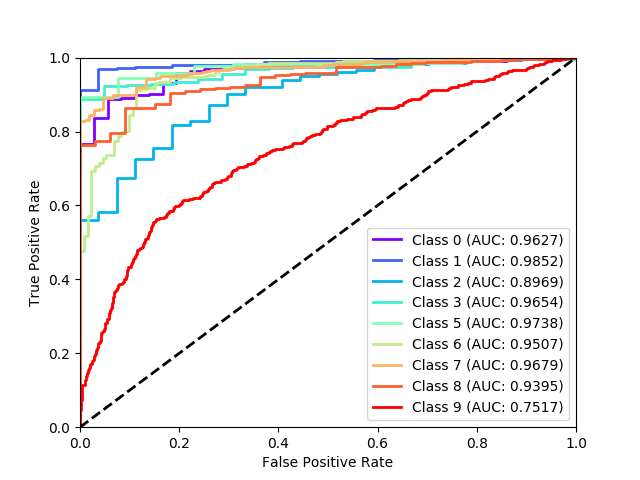 1.0
0.8
0.6
0.4
0.2
0.0
True Positive Rate
Class 0 (AUC: 0.9627)
Class 1 (AUC: 0.9852)
Class 2 (AUC: 0.8969)
Class 3 (AUC: 0.9654)
Class 5 (AUC: 0.9738)
Class 6 (AUC: 0.9507)
Class 7 (AUC: 0.9679)
Class 8 (AUC: 0.9395)
Class 9 (AUC: 0.7517)
0.0 0.2 0.4 0.6 0.8 1.0
False Positive Rate